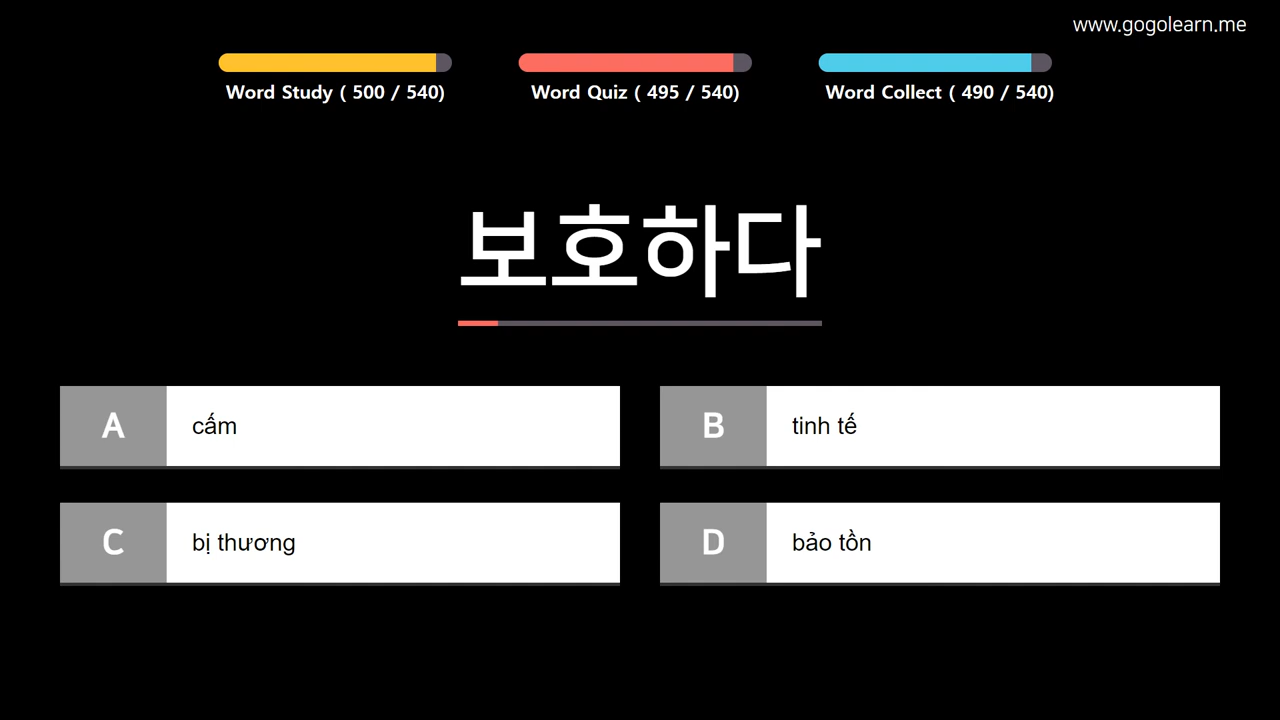 www.gogolearn.me
Word Study ( 500 / 540)
Word Quiz ( 495 / 540)
Word Collect ( 490 / 540)
보호하다
A cấm
B tinh tế
C bị thương
D bảo tồn